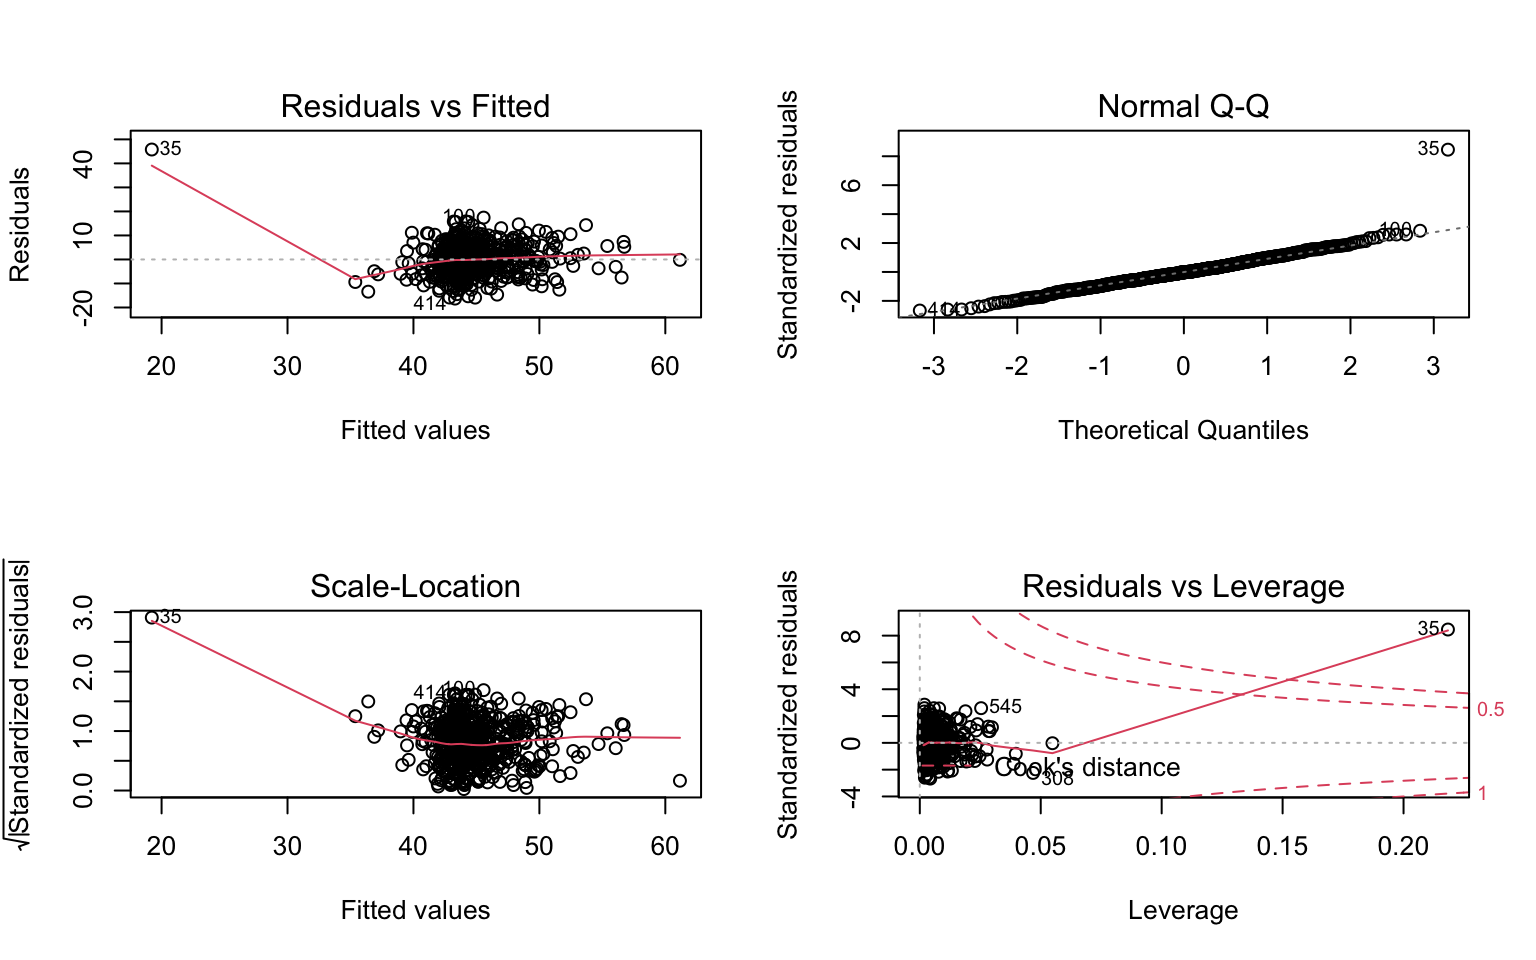 Residuals vs Fitted
Residuals
40
10
-20
35
100
414
20 30 40 50 60
Fitted values
Normal Q-Q
Standardized residuals
6
2
-2
35
100
414
-3 -2 -1 0 1 2 3
Theoretical Quantiles
Scale-Location
√|Standardized residuals|
3.0
2.0
1.0
0.0
35
414
100
20 30 40 50 60
Fitted values
Residuals vs Leverage
Standardized residuals
8
4
0
-4
35
545
308
Cook's distance
0.5
1
0.00 0.05 0.10 0.15 0.20
Leverage